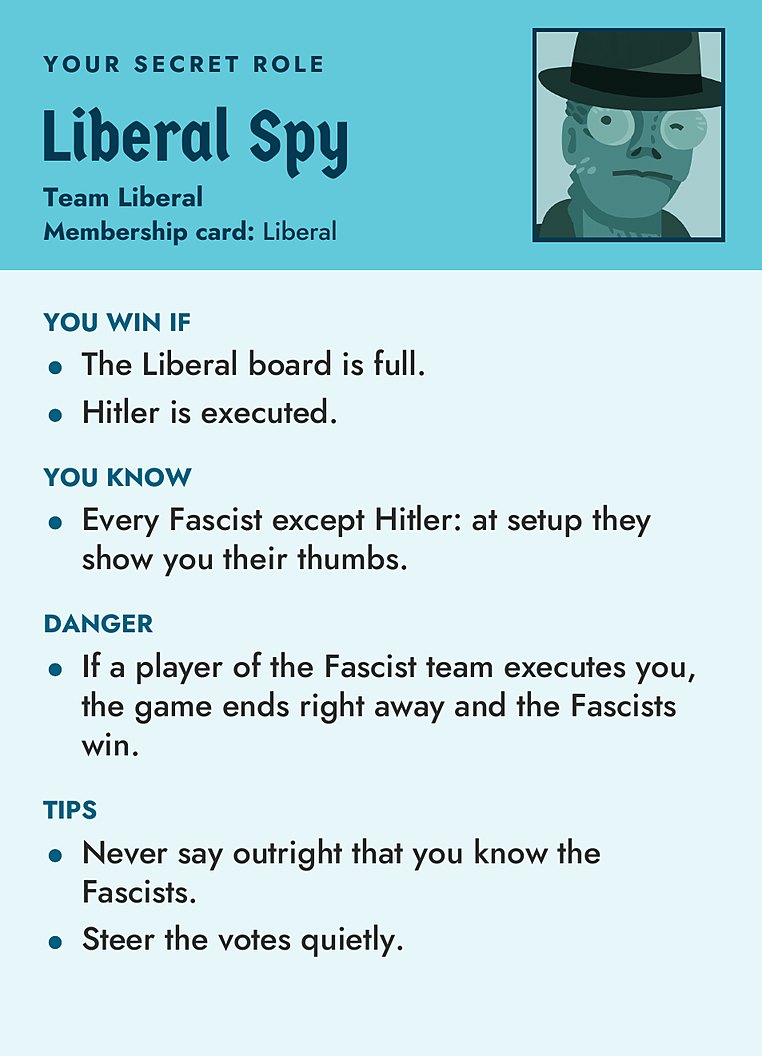 YOUR SECRET ROLE
Liberal Spy
Team Liberal
Membership card: Liberal
YOU WIN IF
• The Liberal board is full.
• Hitler is executed.
YOU KNOW
• Every Fascist except Hitler: at setup they
show you their thumbs.
DANGER
• If a player of the Fascist team executes you,
the game ends right away and the Fascists
win.
TIPS
• Never say outright that you know the
Fascists.
• Steer the votes quietly.